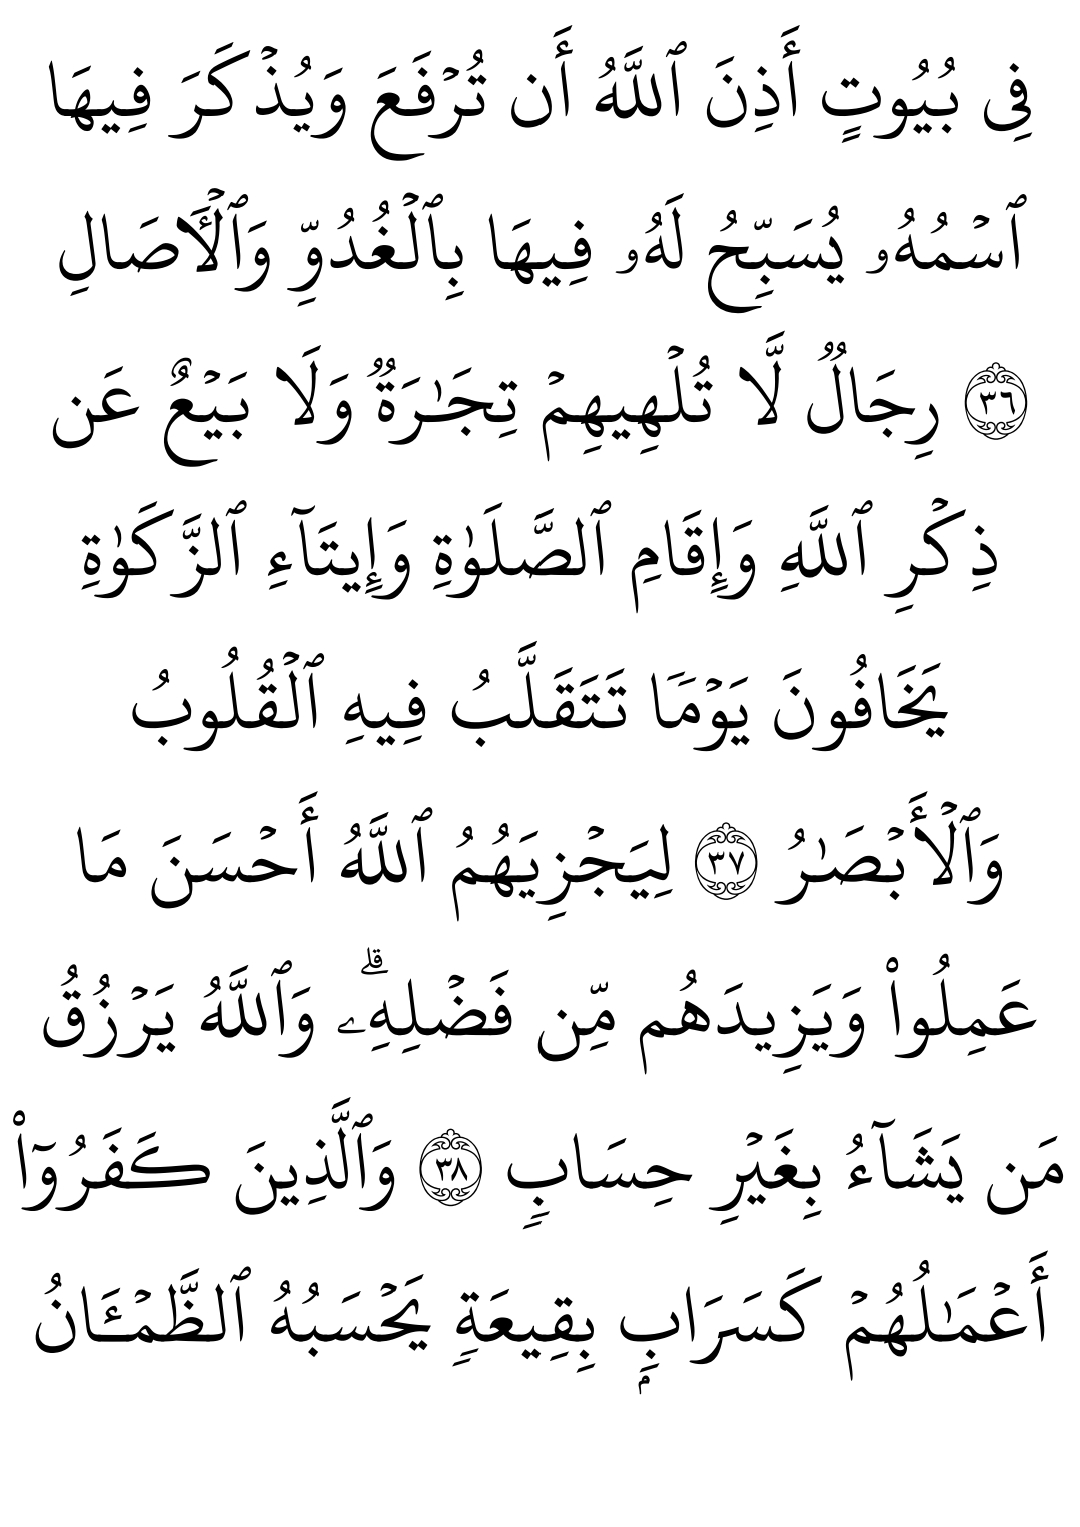 فِى بُيُوتٍ أَذِنَ ٱللَّهُ أَن تُرْفَعَ وَيُذْكَرَ فِيهَا
ٱسْمُهُۥ يُسَبِّحُ لَهُۥ فِيهَا بِٱلْغُدُوِّ وَٱلْـَٔاصَالِ
٣٦ رِجَالٌ لَّا تُلْهِيهِمْ تِجَـٰرَةٌ وَلَا بَيْعٌ عَن
ذِكْرِ ٱللَّهِ وَإِقَامِ ٱلصَّلَوٰةِ وَإِيتَآءِ ٱلزَّكَوٰةِ
يَخَافُونَ يَوْمًا تَتَقَلَّبُ فِيهِ ٱلْقُلُوبُ
وَٱلْأَبْصَـٰرُ ٣٧ لِيَجْزِيَهُمُ ٱللَّهُ أَحْسَنَ مَا
عَمِلُوا۟ وَيَزِيدَهُم مِّن فَضْلِهِۦ ۗ وَٱللَّهُ يَرْزُقُ
مَن يَشَآءُ بِغَيْرِ حِسَابٍ ٣٨ وَٱلَّذِينَ كَفَرُوٓا۟
أَعْمَـٰلُهُمْ كَسَرَابٍۭ بِقِيعَةٍ يَحْسَبُهُ ٱلظَّمْـَٔانُ